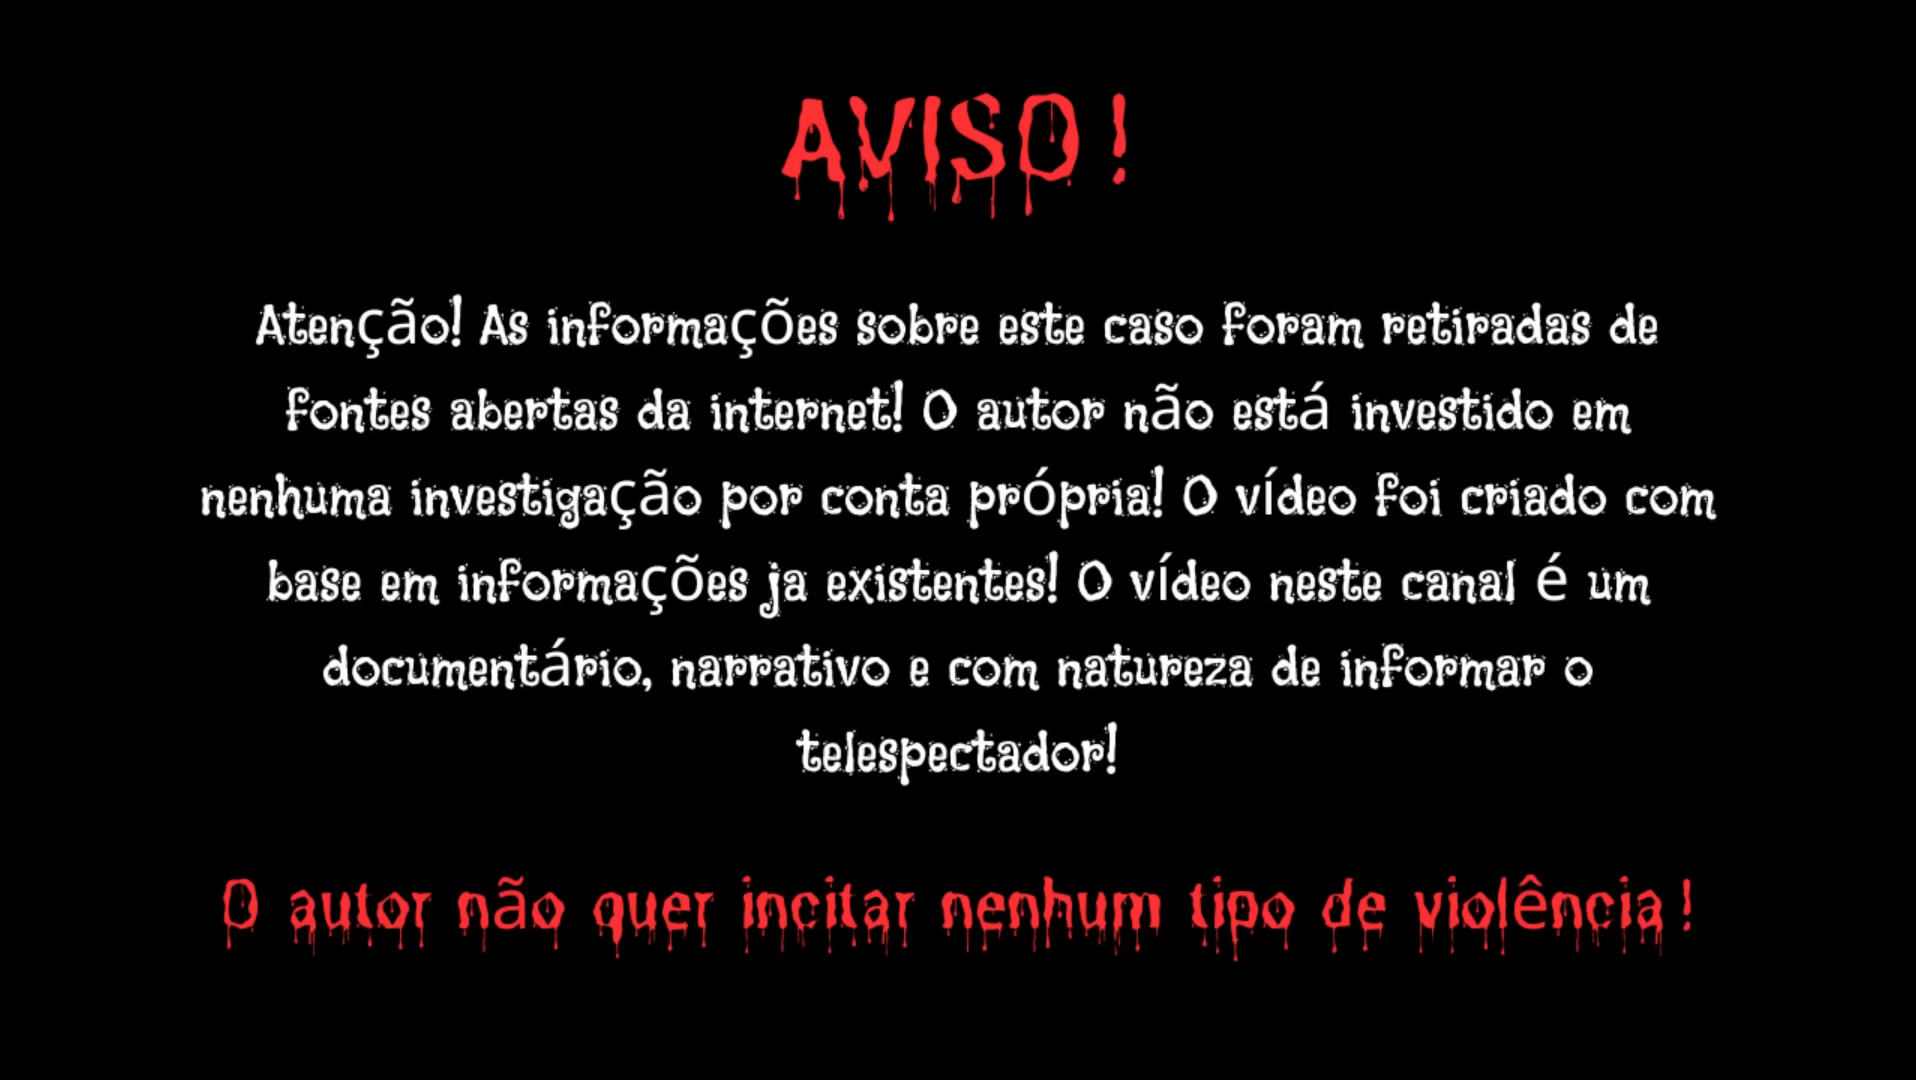 AVISO!
Atenção! As informações sobre este caso foram retiradas de
fontes abertas da internet! O autor não está investido em
nenhuma investigação por conta própria! O vídeo foi criado com
base em informações ja existentes! O vídeo neste canal é um
documentário, narrativo e com natureza de informar o
telespectador!
O autor não quer incitar nenhum tipo de violência!